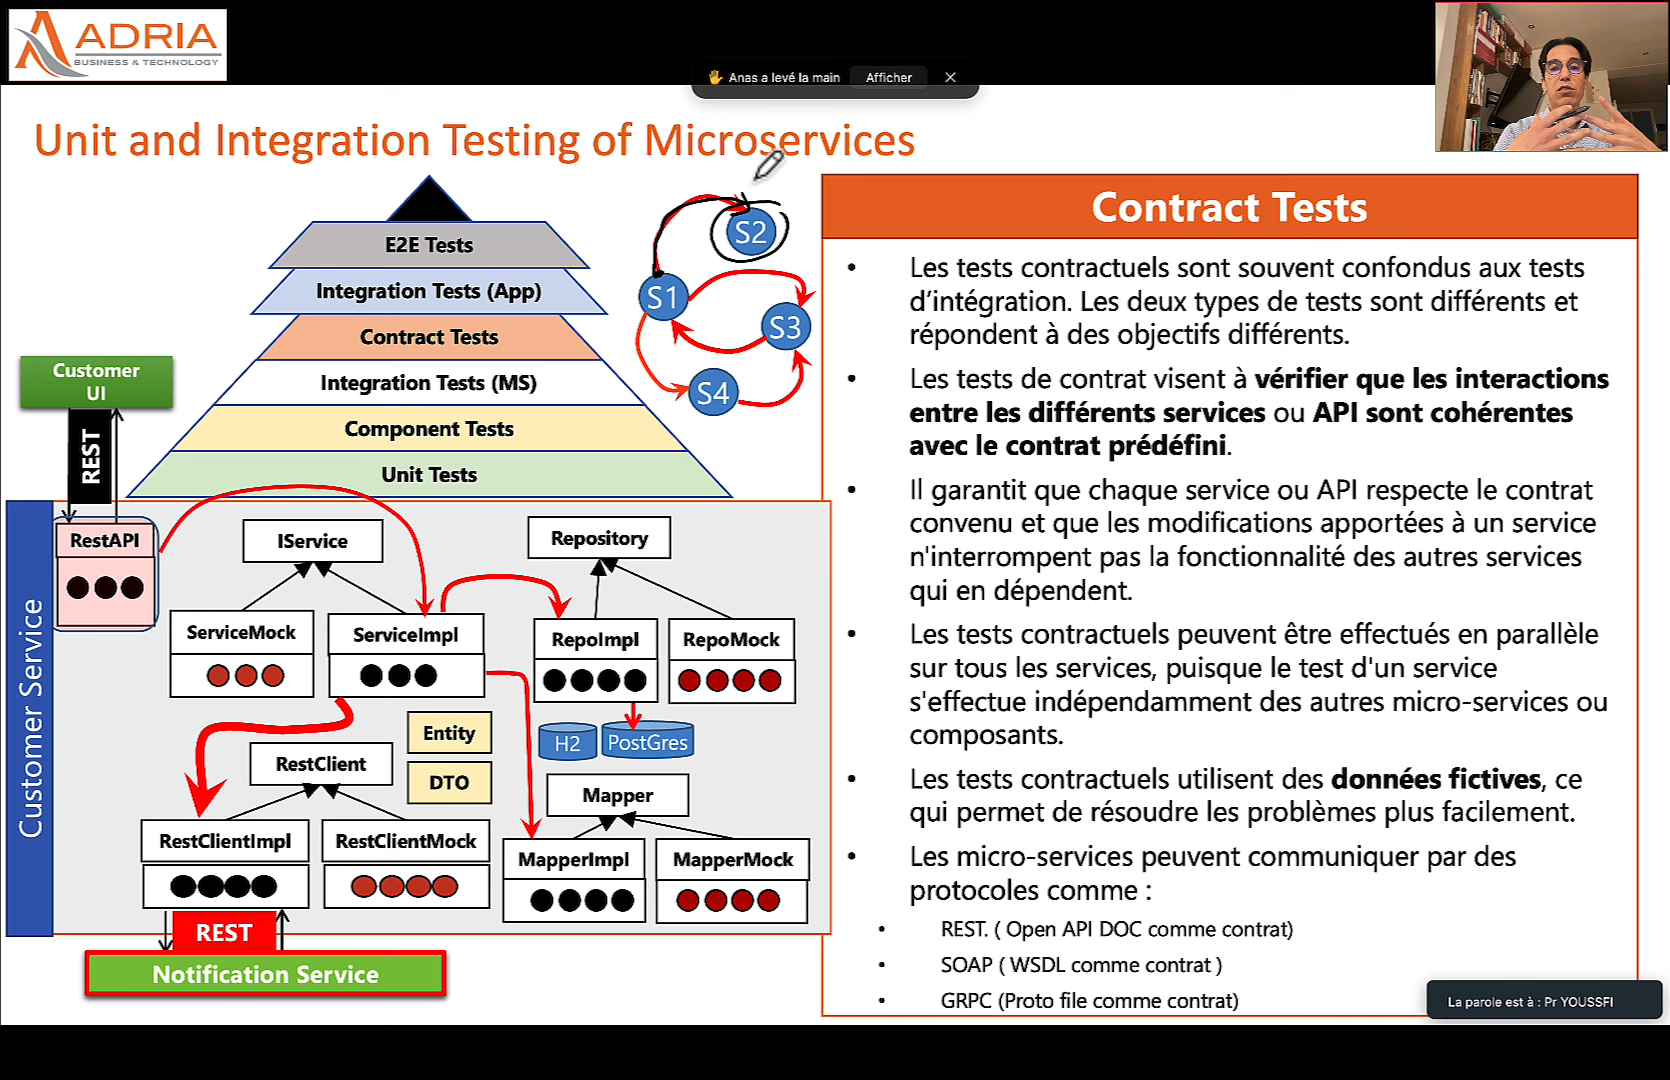 ADRIA
BUSINESS & TECHNOLOGY
Anas a levé la main
Afficher
Unit and Integration Testing of Microservices
E2E Tests
Integration Tests (App)
Contract Tests
Integration Tests (MS)
Component Tests
Unit Tests
S2
S1
S3
S4
Customer
UI
REST
Customer Service
RestAPI
IService
Repository
ServiceMock
ServiceImpl
RepoImpl
RepoMock
Entity
DTO
H2
PostGres
RestClient
Mapper
RestClientImpl
RestClientMock
MapperImpl
MapperMock
REST
Notification Service
Contract Tests
• Les tests contractuels sont souvent confondus aux tests
d’intégration. Les deux types de tests sont différents et
répondent à des objectifs différents.
• Les tests de contrat visent à vérifier que les interactions
entre les différents services ou API sont cohérentes
avec le contrat prédéfini.
• Il garantit que chaque service ou API respecte le contrat
convenu et que les modifications apportées à un service
n'interrompent pas la fonctionnalité des autres services
qui en dépendent.
• Les tests contractuels peuvent être effectués en parallèle
sur tous les services, puisque le test d'un service
s'effectue indépendamment des autres micro-services ou
composants.
• Les tests contractuels utilisent des données fictives, ce
qui permet de résoudre les problèmes plus facilement.
• Les micro-services peuvent communiquer par des
protocoles comme :
• REST. ( Open API DOC comme contrat)
• SOAP ( WSDL comme contrat )
• GRPC (Proto file comme contrat)
La parole est à : Pr YOUSSFI